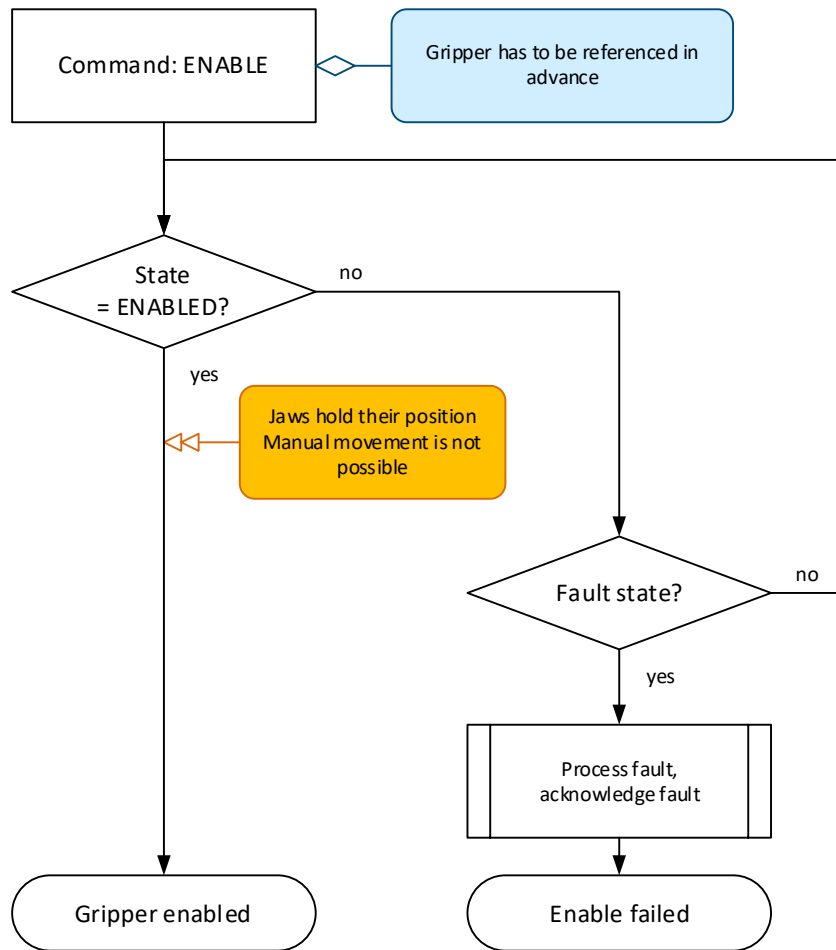 Command: ENABLE
Gripper has to be referenced in
advance
State
= ENABLED?
no
yes
Jaws hold their position
Manual movement is not
possible
Fault state?
no
yes
Process fault,
acknowledge fault
Gripper enabled
Enable failed